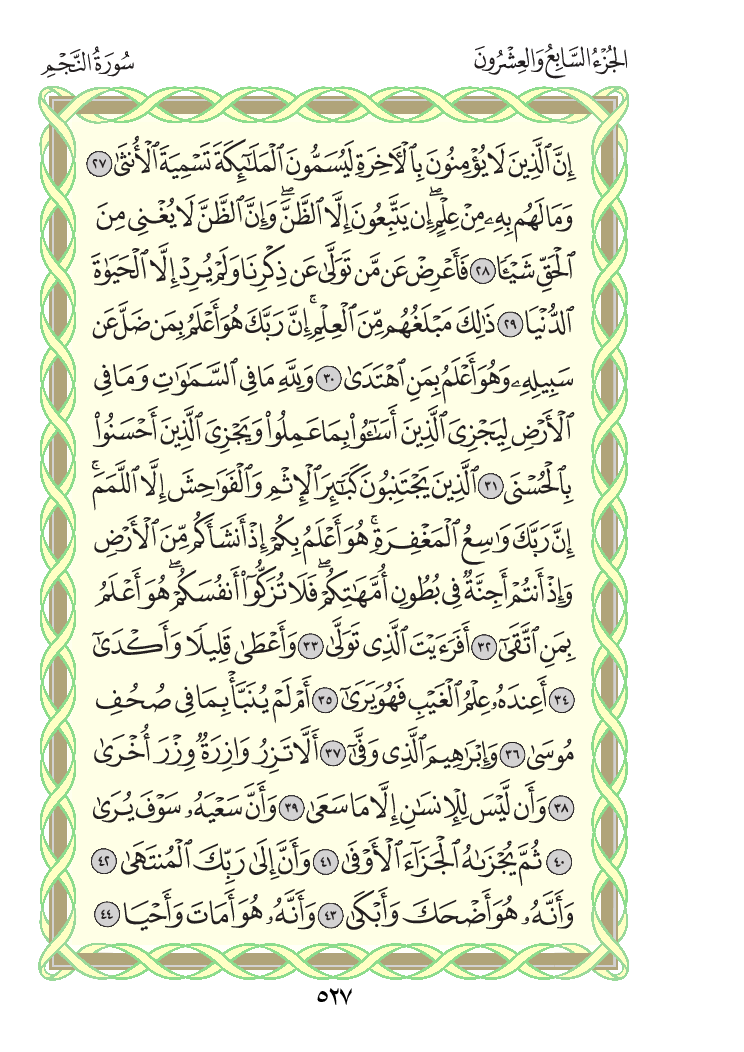 الجُزْءُ السَّابِعُ وَالعِشْرُونَ
سُورَةُ النَّجْمِ
إِنَّ ٱلَّذِينَ لَا يُؤْمِنُونَ بِٱلْأَخِرَةِ لَيُسَمُّونَ ٱلْمَلَٰٓئِكَةَ تَسْمِيَةَ ٱلْأُنثَىٰ ٢٧
وَمَا لَهُم بِهِۦ مِنْ عِلْمٍ ۖ إِن يَتَّبِعُونَ إِلَّا ٱلظَّنَّ ۖ وَإِنَّ ٱلظَّنَّ لَا يُغْنِى مِنَ
ٱلْحَقِّ شَيْـًٔا ٢٨ فَأَعْرِضْ عَن مَّن تَوَلَّىٰ عَن ذِكْرِنَا وَلَمْ يُرِدْ إِلَّا ٱلْحَيَوٰةَ
ٱلدُّنْيَا ٢٩ ذَٰلِكَ مَبْلَغُهُم مِّنَ ٱلْعِلْمِ ۚ إِنَّ رَبَّكَ هُوَ أَعْلَمُ بِمَن ضَلَّ عَن
سَبِيلِهِۦ وَهُوَ أَعْلَمُ بِمَنِ ٱهْتَدَىٰ ٣٠ وَلِلَّهِ مَا فِى ٱلسَّمَٰوَٰتِ وَمَا فِى
ٱلْأَرْضِ لِيَجْزِىَ ٱلَّذِينَ أَسَٰٓـُٔوا۟ بِمَا عَمِلُوا۟ وَيَجْزِىَ ٱلَّذِينَ أَحْسَنُوا۟
بِٱلْحُسْنَى ٣١ ٱلَّذِينَ يَجْتَنِبُونَ كَبَٰٓئِرَ ٱلْإِثْمِ وَٱلْفَوَٰحِشَ إِلَّا ٱللَّمَمَ ۚ
إِنَّ رَبَّكَ وَٰسِعُ ٱلْمَغْفِرَةِ ۚ هُوَ أَعْلَمُ بِكُمْ إِذْ أَنشَأَكُم مِّنَ ٱلْأَرْضِ
وَإِذْ أَنتُمْ أَجِنَّةٌ فِى بُطُونِ أُمَّهَٰتِكُمْ ۖ فَلَا تُزَكُّوٓا۟ أَنفُسَكُمْ ۖ هُوَ أَعْلَمُ
بِمَنِ ٱتَّقَىٰٓ ٣٢ أَفَرَءَيْتَ ٱلَّذِى تَوَلَّىٰ ٣٣ وَأَعْطَىٰ قَلِيلًا وَأَكْدَىٰٓ
٣٤ أَعِندَهُۥ عِلْمُ ٱلْغَيْبِ فَهُوَ يَرَىٰٓ ٣٥ أَمْ لَمْ يُنَبَّأْ بِمَا فِى صُحُفِ
مُوسَىٰ ٣٦ وَإِبْرَٰهِيمَ ٱلَّذِى وَفَّىٰٓ ٣٧ أَلَّا تَزِرُ وَازِرَةٌ وِزْرَ أُخْرَىٰ
٣٨ وَأَن لَّيْسَ لِلْإِنسَٰنِ إِلَّا مَا سَعَىٰ ٣٩ وَأَنَّ سَعْيَهُۥ سَوْفَ يُرَىٰ
٤٠ ثُمَّ يُجْزَىٰهُ ٱلْجَزَآءَ ٱلْأَوْفَىٰ ٤١ وَأَنَّ إِلَىٰ رَبِّكَ ٱلْمُنتَهَىٰ ٤٢
وَأَنَّهُۥ هُوَ أَضْحَكَ وَأَبْكَىٰ ٤٣ وَأَنَّهُۥ هُوَ أَمَاتَ وَأَحْيَا ٤٤
٥٢٧